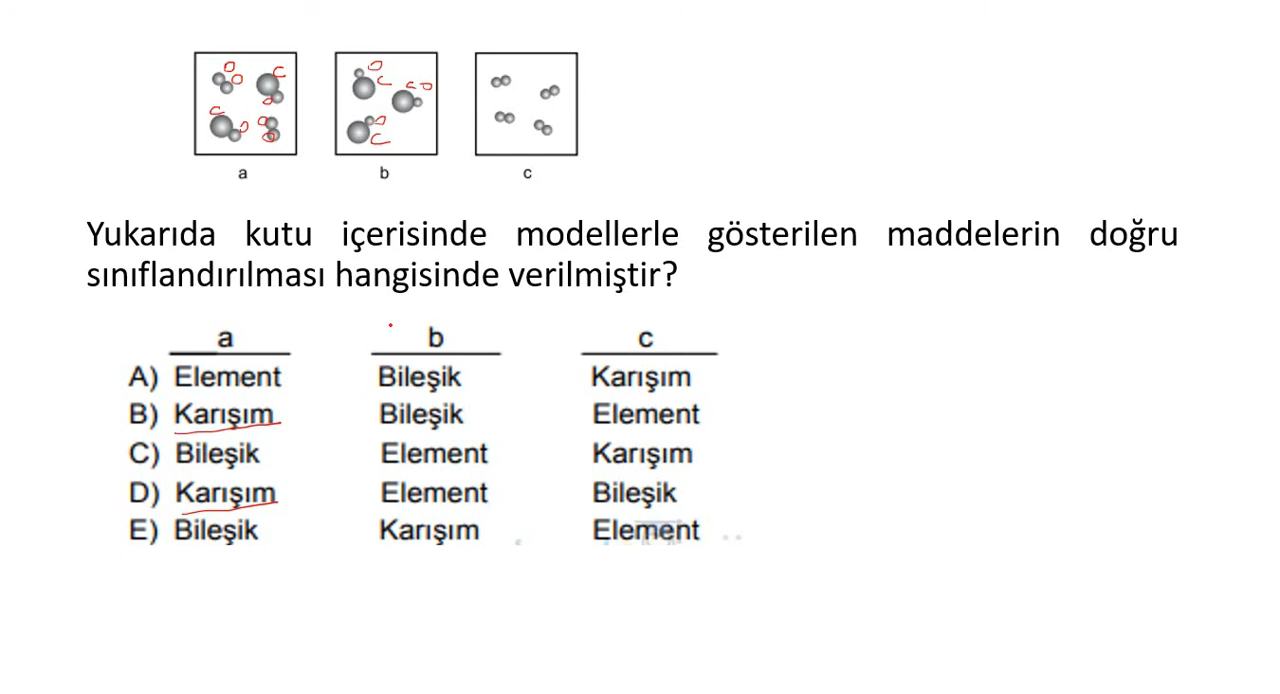 O O C O C O O O
O C C O O C
a b c
Yukarıda kutu içerisinde modellerle gösterilen maddelerin doğru
sınıflandırılması hangisinde verilmiştir?
a b c
A) Element Bileşik Karışım
B) Karışım Bileşik Element
C) Bileşik Element Karışım
D) Karışım Element Bileşik
E) Bileşik Karışım Element